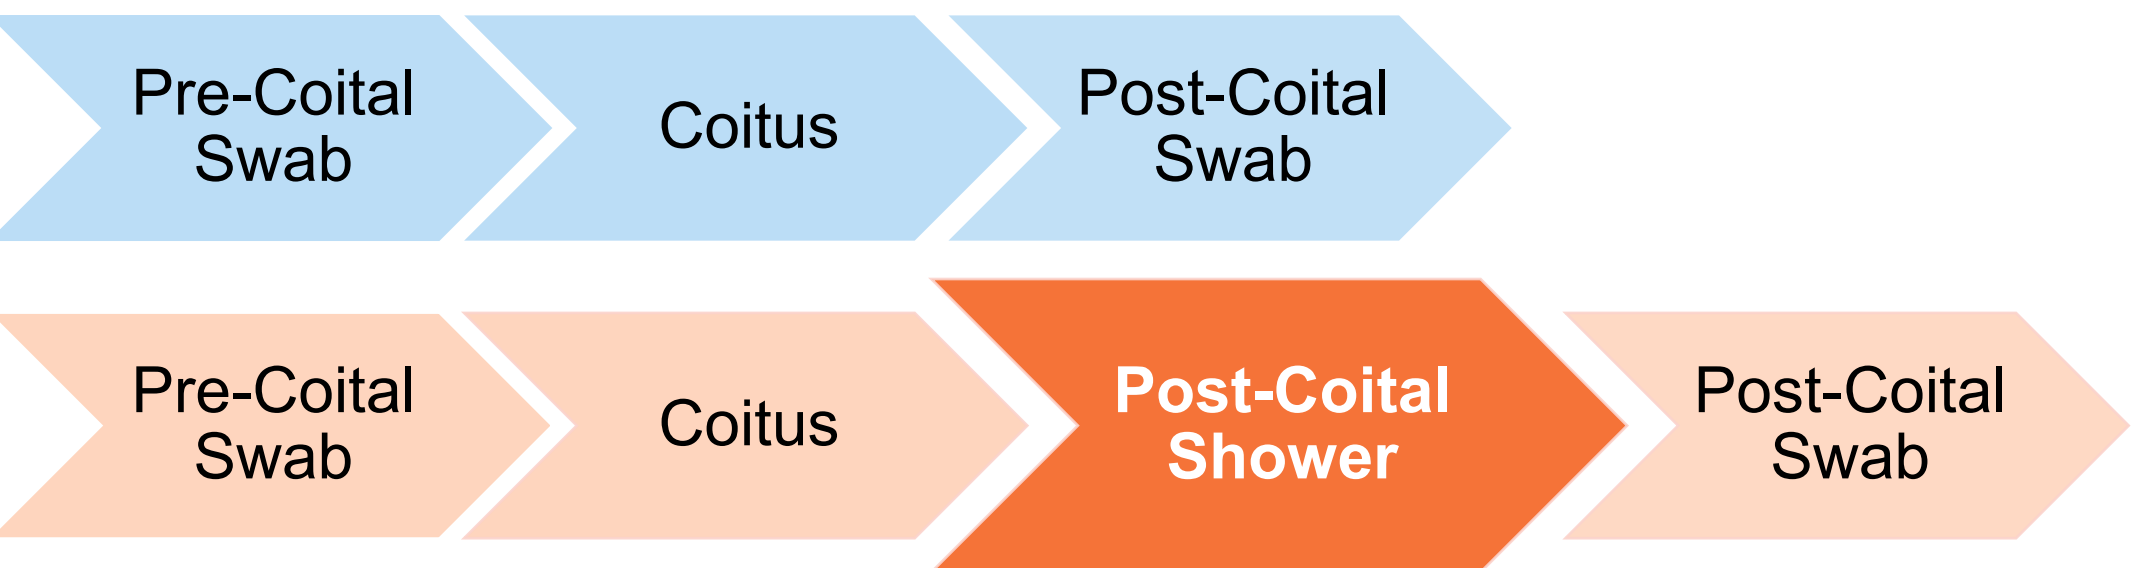 Pre-Coital
Swab
Coitus
Post-Coital
Swab
Pre-Coital
Swab
Coitus
Post-Coital
Shower
Post-Coital
Swab